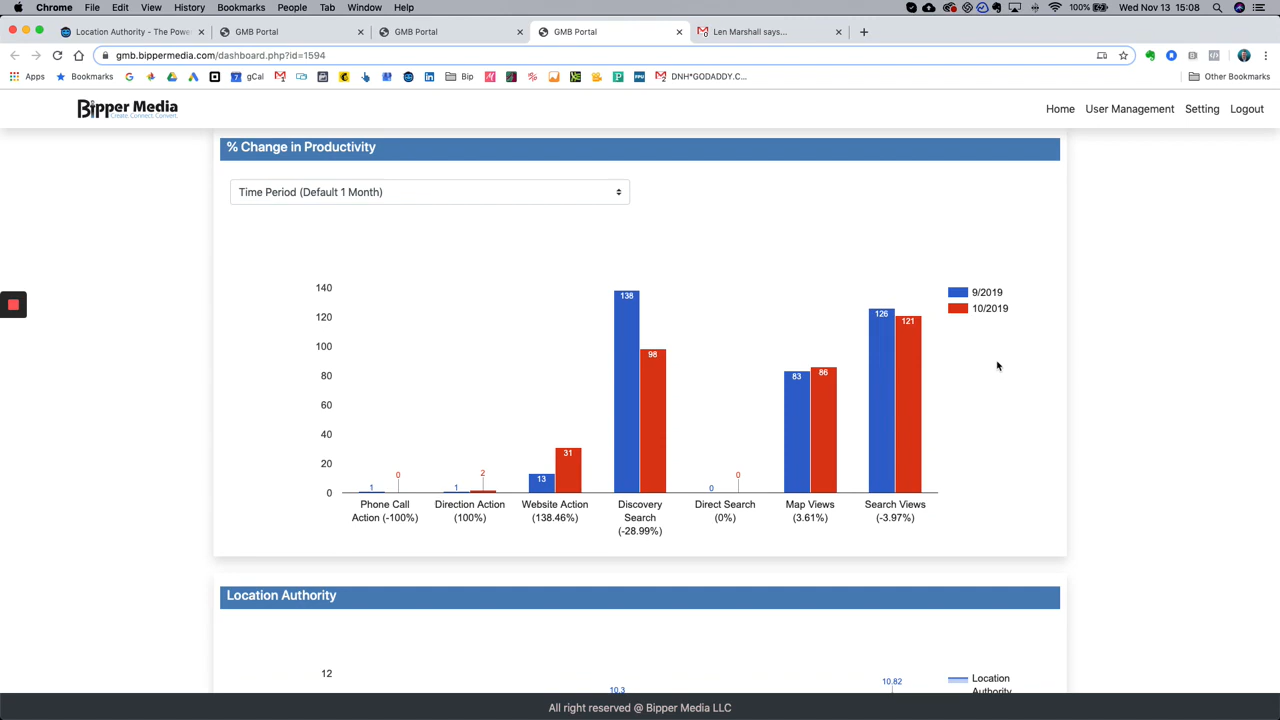 Chrome File Edit View History Bookmarks People Tab Window Help 100% Wed Nov 13 15:08
Location Authority - The Powe
GMB Portal
GMB Portal
GMB Portal
Len Marshall says...
gmb.bippermedia.com/dashboard.php?id=1594
Apps Bookmarks gCal Bip DNH*GODADDY.C... Other Bookmarks
Bipper Media
Create. Connect. Convert.
Home User Management Setting Logout
% Change in Productivity
Time Period (Default 1 Month)
140
120
100
80
60
40
20
0
1
0
1
2
13
31
138
98
0
0
83
86
126
121
9/2019
10/2019
Phone Call
Action (-100%)
Direction Action
(100%)
Website Action
(138.46%)
Discovery
Search
(-28.99%)
Direct Search
(0%)
Map Views
(3.61%)
Search Views
(-3.97%)
Location Authority
12
10.3
10.82
Location
Authority
All right reserved @ Bipper Media LLC